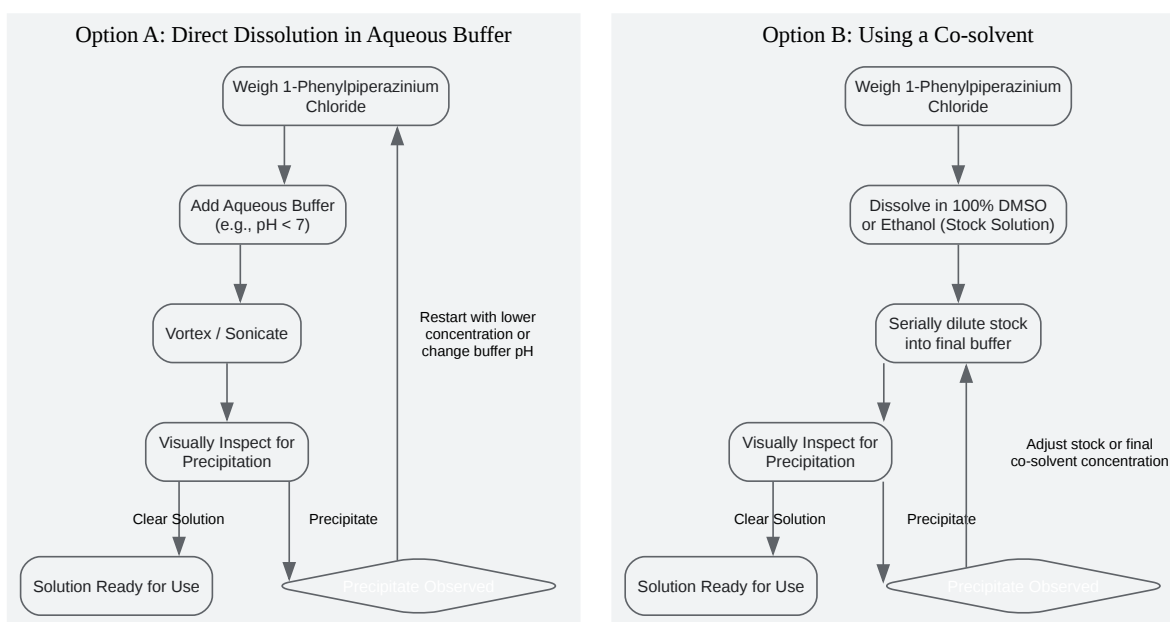 Option A: Direct Dissolution in Aqueous Buffer
Weigh 1-Phenylpiperazinium
Chloride
Add Aqueous Buffer
(e.g., pH < 7)
Vortex / Sonicate
Restart with lower
concentration or
change buffer pH
Visually Inspect for
Precipitation
Clear Solution
Precipitate
Solution Ready for Use
Precipitate Observed
Option B: Using a Co-solvent
Weigh 1-Phenylpiperazinium
Chloride
Dissolve in 100% DMSO
or Ethanol (Stock Solution)
Serially dilute stock
into final buffer
Visually Inspect for
Precipitation
Adjust stock or final
co-solvent concentration
Clear Solution
Precipitate
Solution Ready for Use
Precipitate Observed